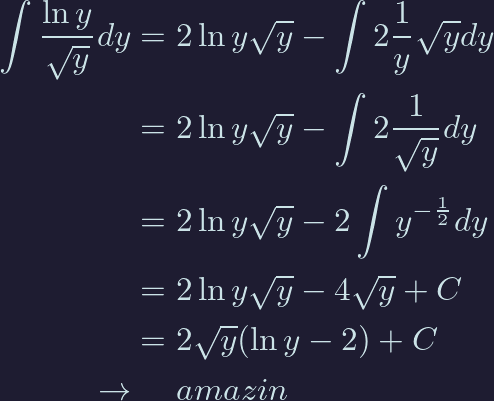 ∫ ln y / √y dy = 2 ln y√y − ∫ 2 1/y √y dy
= 2 ln y√y − ∫ 2 1/√y dy
= 2 ln y√y − 2 ∫ y^(−1/2) dy
= 2 ln y√y − 4√y + C
= 2√y(ln y − 2) + C
→ amazin